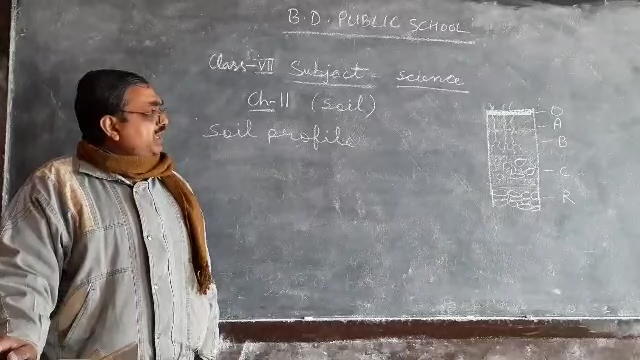 B.D. PUBLIC SCHOOL
Class-VII Subject - science
Ch-11 (Soil)
Soil profile
O
A
B
C
R